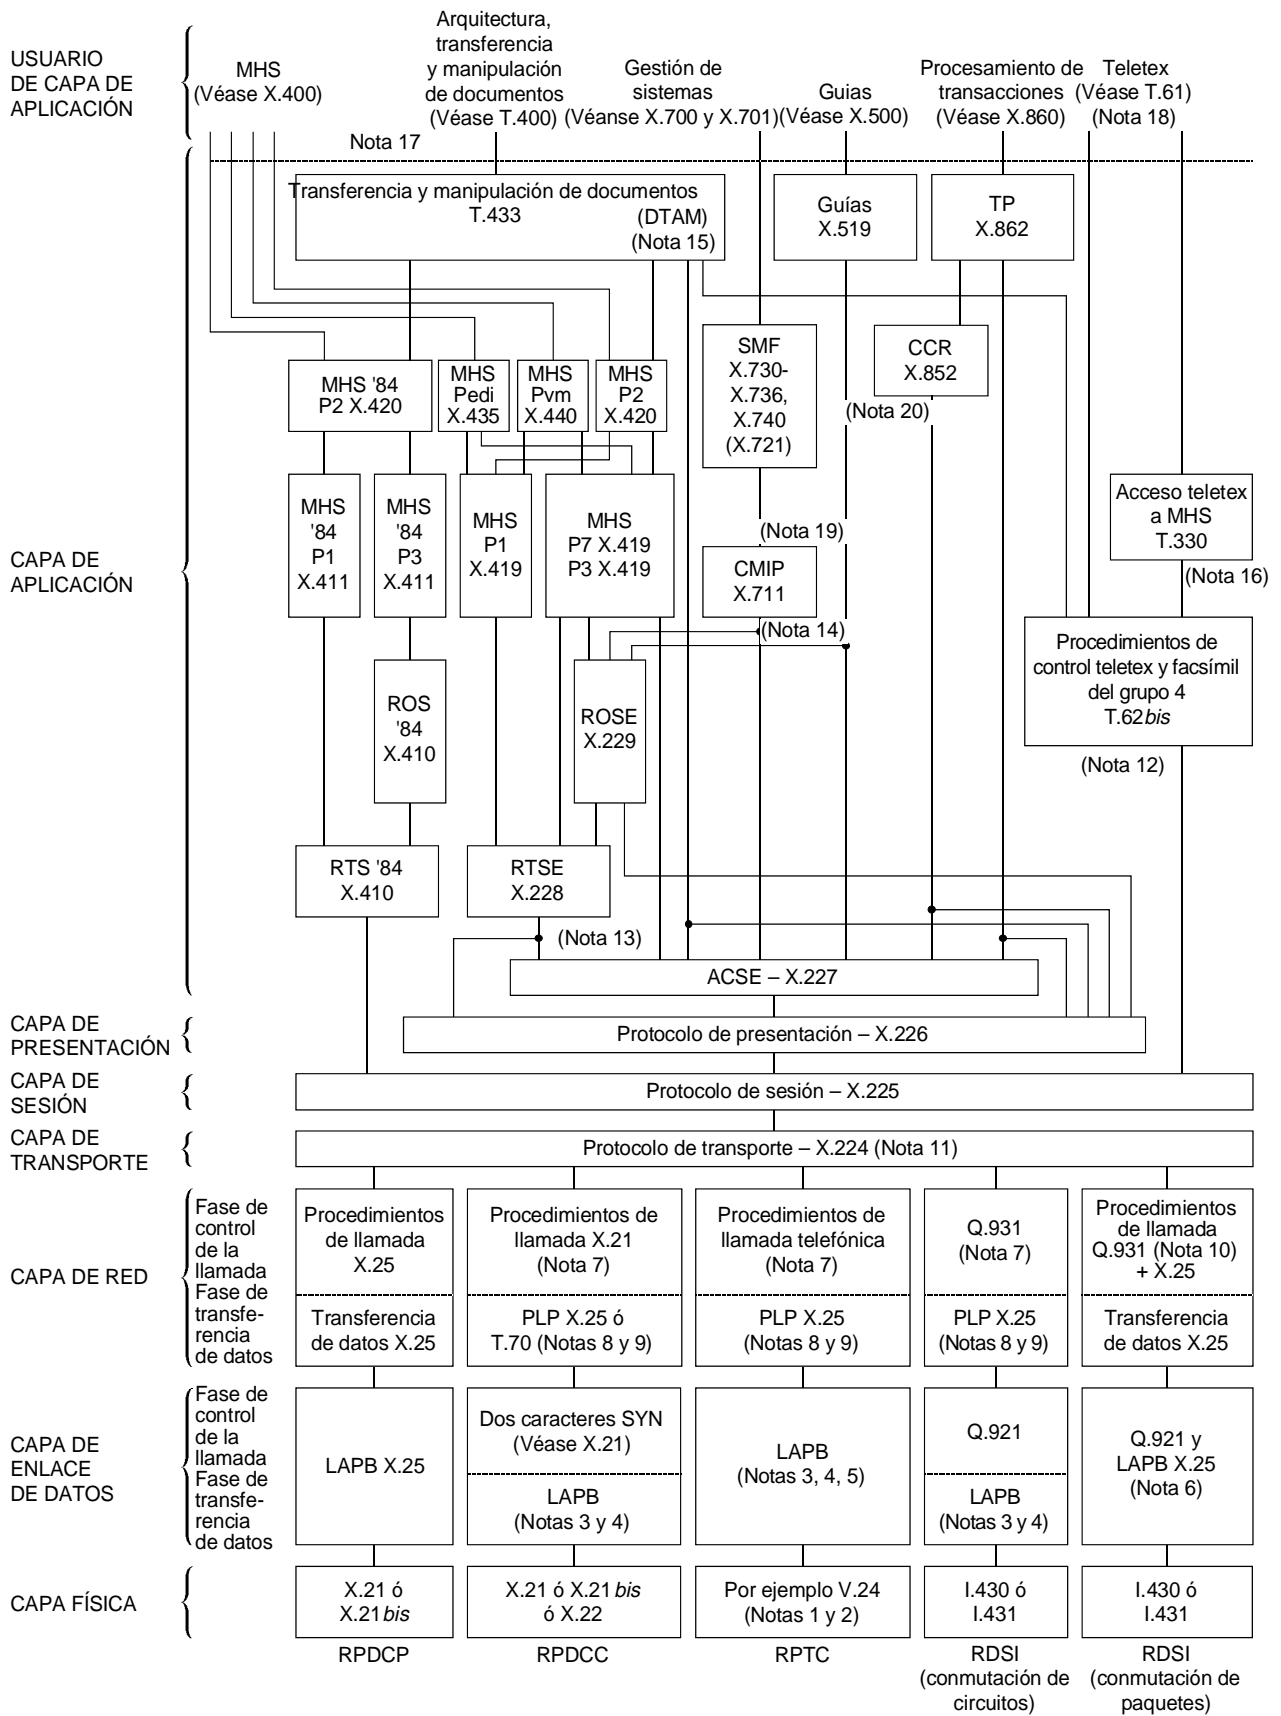 USUARIO
DE CAPA DE
APLICACIÓN
MHS
(Véase X.400)
Arquitectura,
transferencia
y manipulación
de documentos
(Véase T.400)
Gestión de
sistemas
(Véanse X.700 y X.701)
Guias
(Véase X.500)
Procesamiento de
transacciones
(Véase X.860)
Teletex
(Véase T.61)
(Nota 18)
Nota 17
CAPA DE
APLICACIÓN
Transferencia y manipulación de documentos
T.433
(DTAM)
(Nota 15)
Guías
X.519
TP
X.862
SMF
X.730-
X.736,
X.740
(X.721)
CCR
X.852
(Nota 20)
MHS '84
P2 X.420
MHS
Pedi
X.435
MHS
Pvm
X.440
MHS
P2
X.420
MHS
'84
P1
X.411
MHS
'84
P3
X.411
MHS
P1
X.419
MHS
P7 X.419
P3 X.419
(Nota 19)
CMIP
X.711
(Nota 14)
Acceso teletex
a MHS
T.330
(Nota 16)
Procedimientos de
control teletex y facsímil
del grupo 4
T.62bis
(Nota 12)
ROS
'84
X.410
ROSE
X.229
RTS '84
X.410
RTSE
X.228
(Nota 13)
ACSE – X.227
CAPA DE
PRESENTACIÓN
Protocolo de presentación – X.226
CAPA DE
SESIÓN
Protocolo de sesión – X.225
CAPA DE
TRANSPORTE
Protocolo de transporte – X.224 (Nota 11)
CAPA DE RED
Fase de
control
de la
llamada
Fase de
transfe-
rencia
de datos
Procedimientos
de llamada
X.25
Transferencia
de datos X.25
Procedimientos de
llamada X.21
(Nota 7)
PLP X.25 ó
T.70 (Notas 8 y 9)
Procedimientos de
llamada telefónica
(Nota 7)
PLP X.25
(Notas 8 y 9)
Q.931
(Nota 7)
PLP X.25
(Notas 8 y 9)
Procedimientos
de llamada
Q.931 (Nota 10)
+ X.25
Transferencia
de datos X.25
CAPA DE
ENLACE
DE DATOS
Fase de
control
de la
llamada
Fase de
transfe-
rencia
de datos
LAPB X.25
Dos caracteres SYN
(Véase X.21)
LAPB
(Notas 3 y 4)
LAPB
(Notas 3, 4, 5)
Q.921
LAPB
(Notas 3 y 4)
Q.921 y
LAPB X.25
(Nota 6)
CAPA FÍSICA
X.21 ó
X.21bis
X.21 ó X.21bis
ó X.22
Por ejemplo V.24
(Notas 1 y 2)
I.430 ó
I.431
I.430 ó
I.431
RPDCP
RPDCC
RPTC
RDSI
(conmutación de
circuitos)
RDSI
(conmutación de
paquetes)